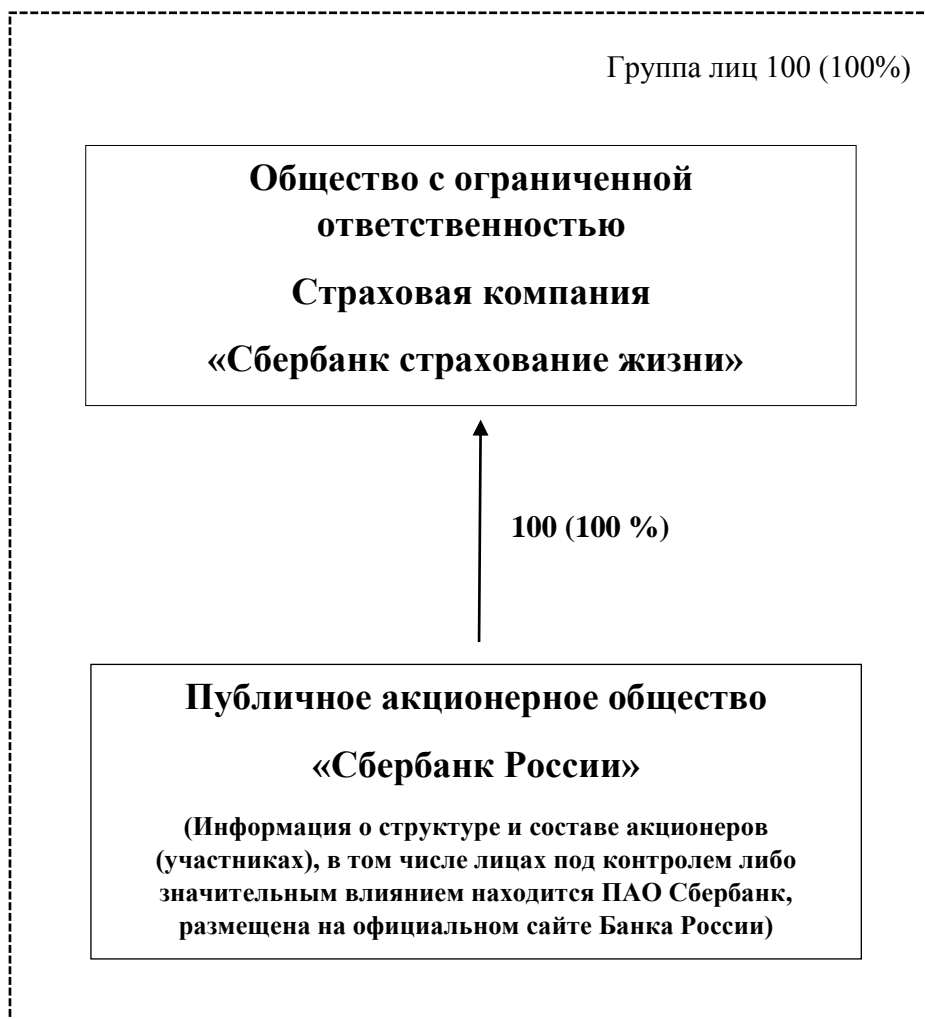 Группа лиц 100 (100%)
Общество с ограниченной
ответственностью
Страховая компания
«Сбербанк страхование жизни»
100 (100 %)
Публичное акционерное общество
«Сбербанк России»
(Информация о структуре и составе акционеров
(участниках), в том числе лицах под контролем либо
значительным влиянием находится ПАО Сбербанк,
размещена на официальном сайте Банка России)